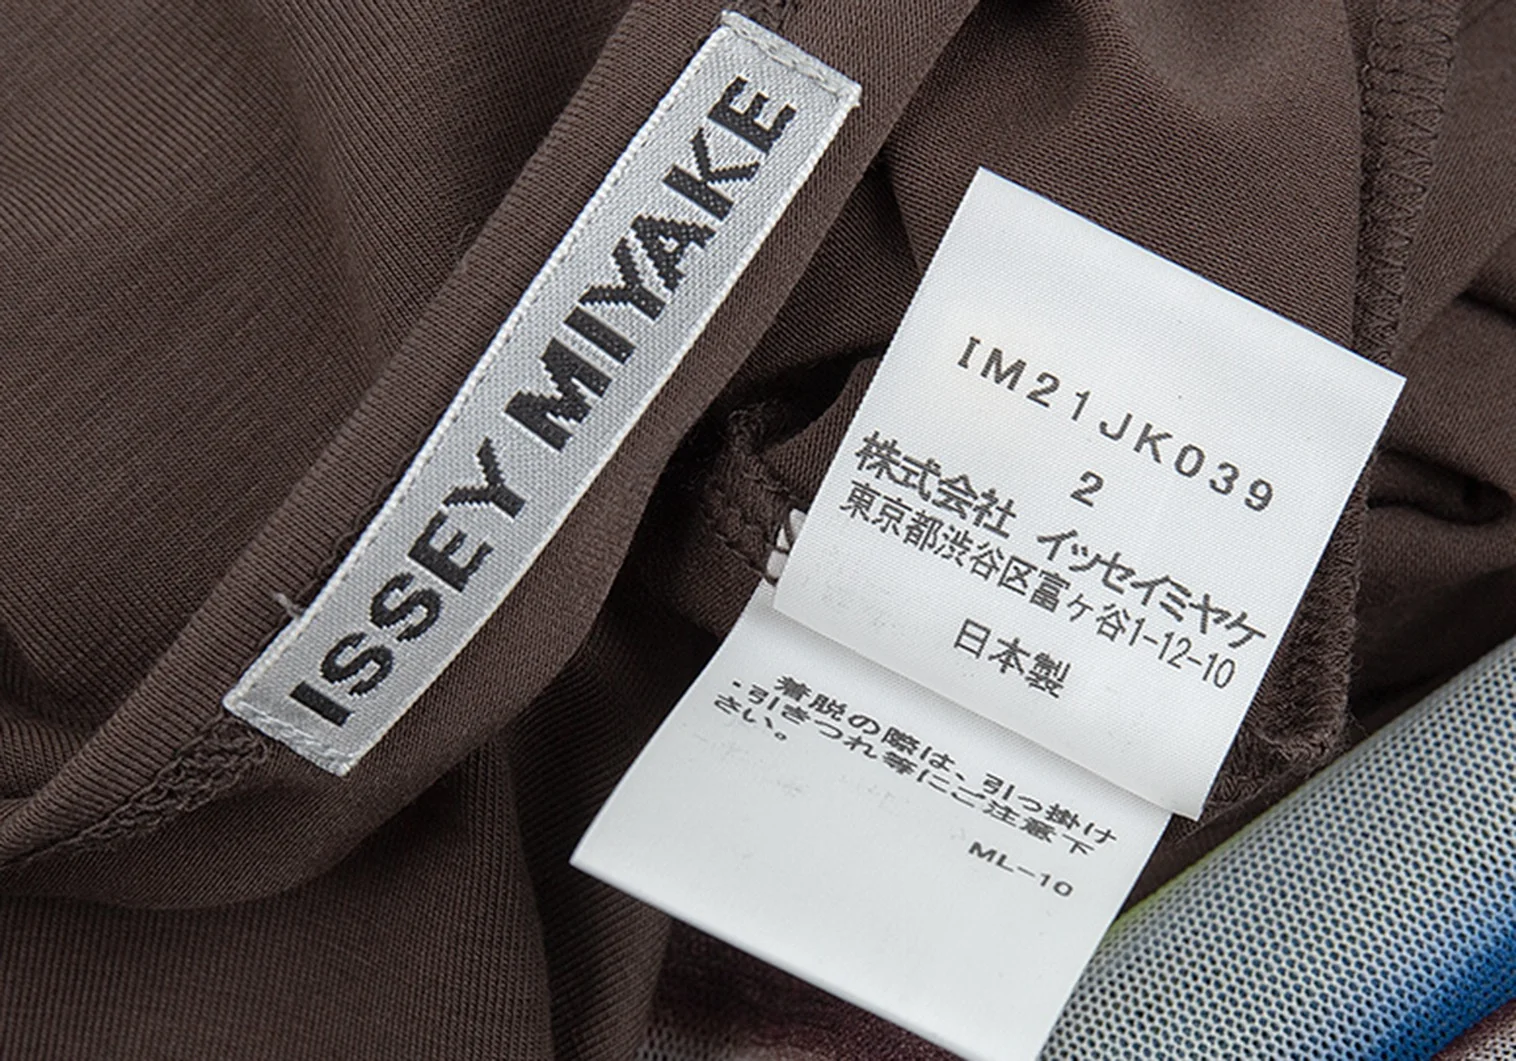 ISSEY MIYAKE
IM21JK039
2
株式会社 イッセイミヤケ
東京都渋谷区富ヶ谷1-12-10
日本製
・着脱の際は、引っ掛け
引きつれ等にご注意下
さい。
ML-10